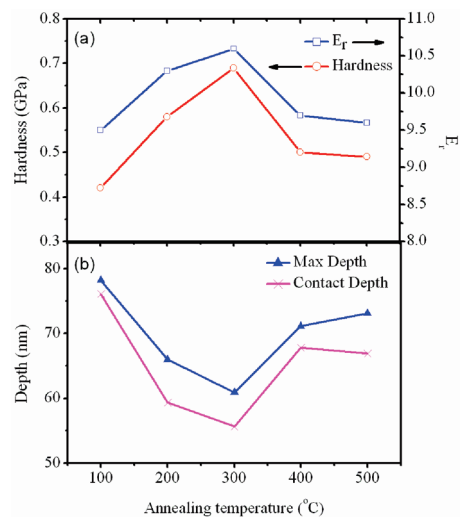 (a)
E_r
Hardness
0.8
0.7
0.6
0.5
0.4
0.3
Hardness (GPa)
11.0
10.5
10.0
9.5
9.0
8.5
8.0
E_r
(b)
Max Depth
Contact Depth
80
70
60
50
Depth (nm)
100 200 300 400 500
Annealing temperature (°C)